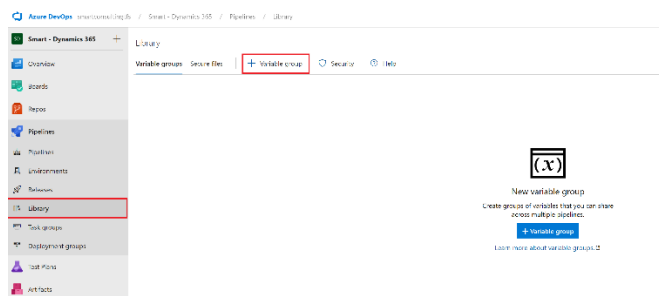 Azure DevOps smartconsulting / Smart - Dynamics 365 / Pipelines / Library
Smart - Dynamics 365 +
Library
Variable groups Secure files + Variable group Security Help
Overview
Boards
Repos
Pipelines
Pipelines
Environments
Releases
Library
Task groups
Deployment groups
Test Plans
Artifacts
(x)
New variable group
Create groups of variables that you can share
across multiple pipelines.
+ Variable group
Learn more about variable groups